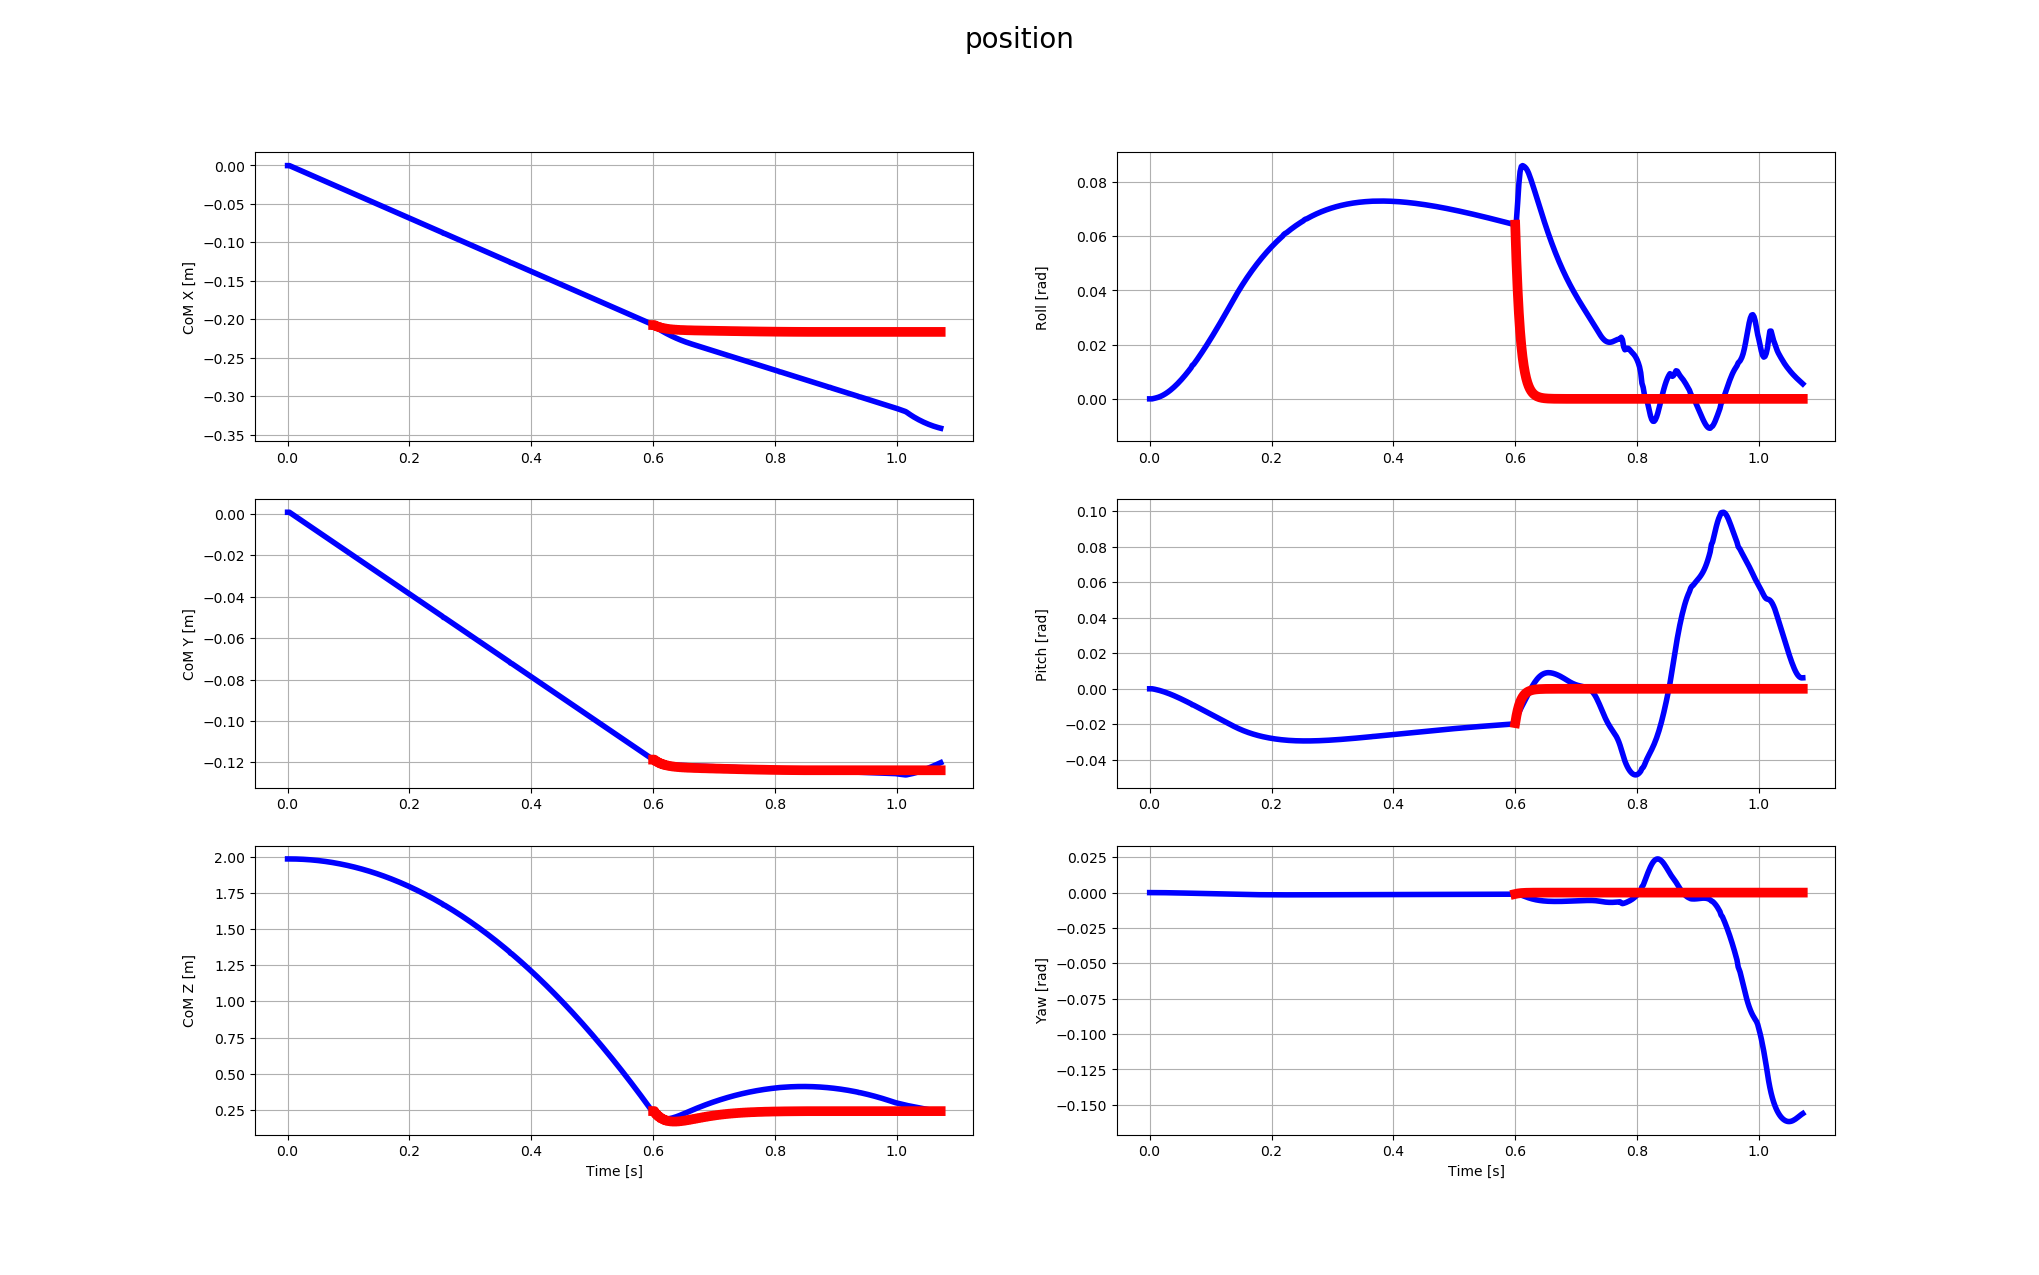 position
0.00
−0.05
−0.10
−0.15
−0.20
−0.25
−0.30
−0.35
CoM X [m]
0.0 0.2 0.4 0.6 0.8 1.0
0.08
0.06
0.04
0.02
0.00
Roll [rad]
0.0 0.2 0.4 0.6 0.8 1.0
0.00
−0.02
−0.04
−0.06
−0.08
−0.10
−0.12
CoM Y [m]
0.0 0.2 0.4 0.6 0.8 1.0
0.10
0.08
0.06
0.04
0.02
0.00
−0.02
−0.04
Pitch [rad]
0.0 0.2 0.4 0.6 0.8 1.0
2.00
1.75
1.50
1.25
1.00
0.75
0.50
0.25
CoM Z [m]
0.0 0.2 0.4 0.6 0.8 1.0
Time [s]
0.025
0.000
−0.025
−0.050
−0.075
−0.100
−0.125
−0.150
Yaw [rad]
0.0 0.2 0.4 0.6 0.8 1.0
Time [s]